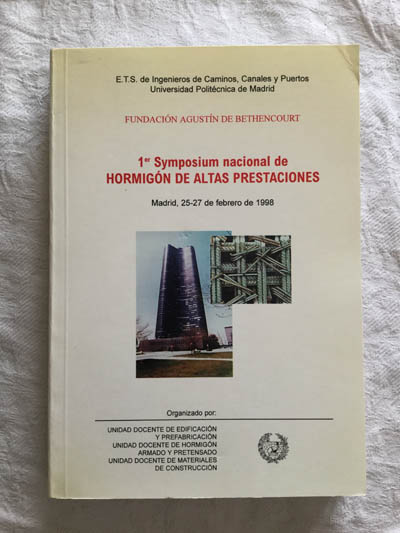 E.T.S. de Ingenieros de Caminos, Canales y Puertos
Universidad Politécnica de Madrid
FUNDACIÓN AGUSTÍN DE BETHENCOURT
1er Symposium nacional de
HORMIGÓN DE ALTAS PRESTACIONES
Madrid, 25-27 de febrero de 1998
Organizado por:
UNIDAD DOCENTE DE EDIFICACIÓN
Y PREFABRICACIÓN
UNIDAD DOCENTE DE HORMIGÓN
ARMADO Y PRETENSADO
UNIDAD DOCENTE DE MATERIALES
DE CONSTRUCCIÓN